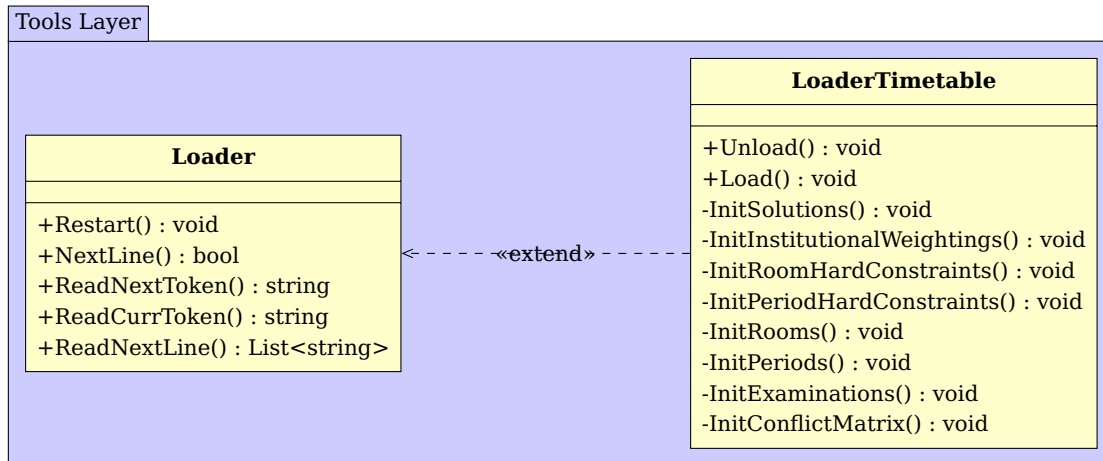 Tools Layer
Loader
+Restart() : void
+NextLine() : bool
+ReadNextToken() : string
+ReadCurrToken() : string
+ReadNextLine() : List<string>
«extend»
LoaderTimetable
+Unload() : void
+Load() : void
-InitSolutions() : void
-InitInstitutionalWeightings() : void
-InitRoomHardConstraints() : void
-InitPeriodHardConstraints() : void
-InitRooms() : void
-InitPeriods() : void
-InitExaminations() : void
-InitConflictMatrix() : void